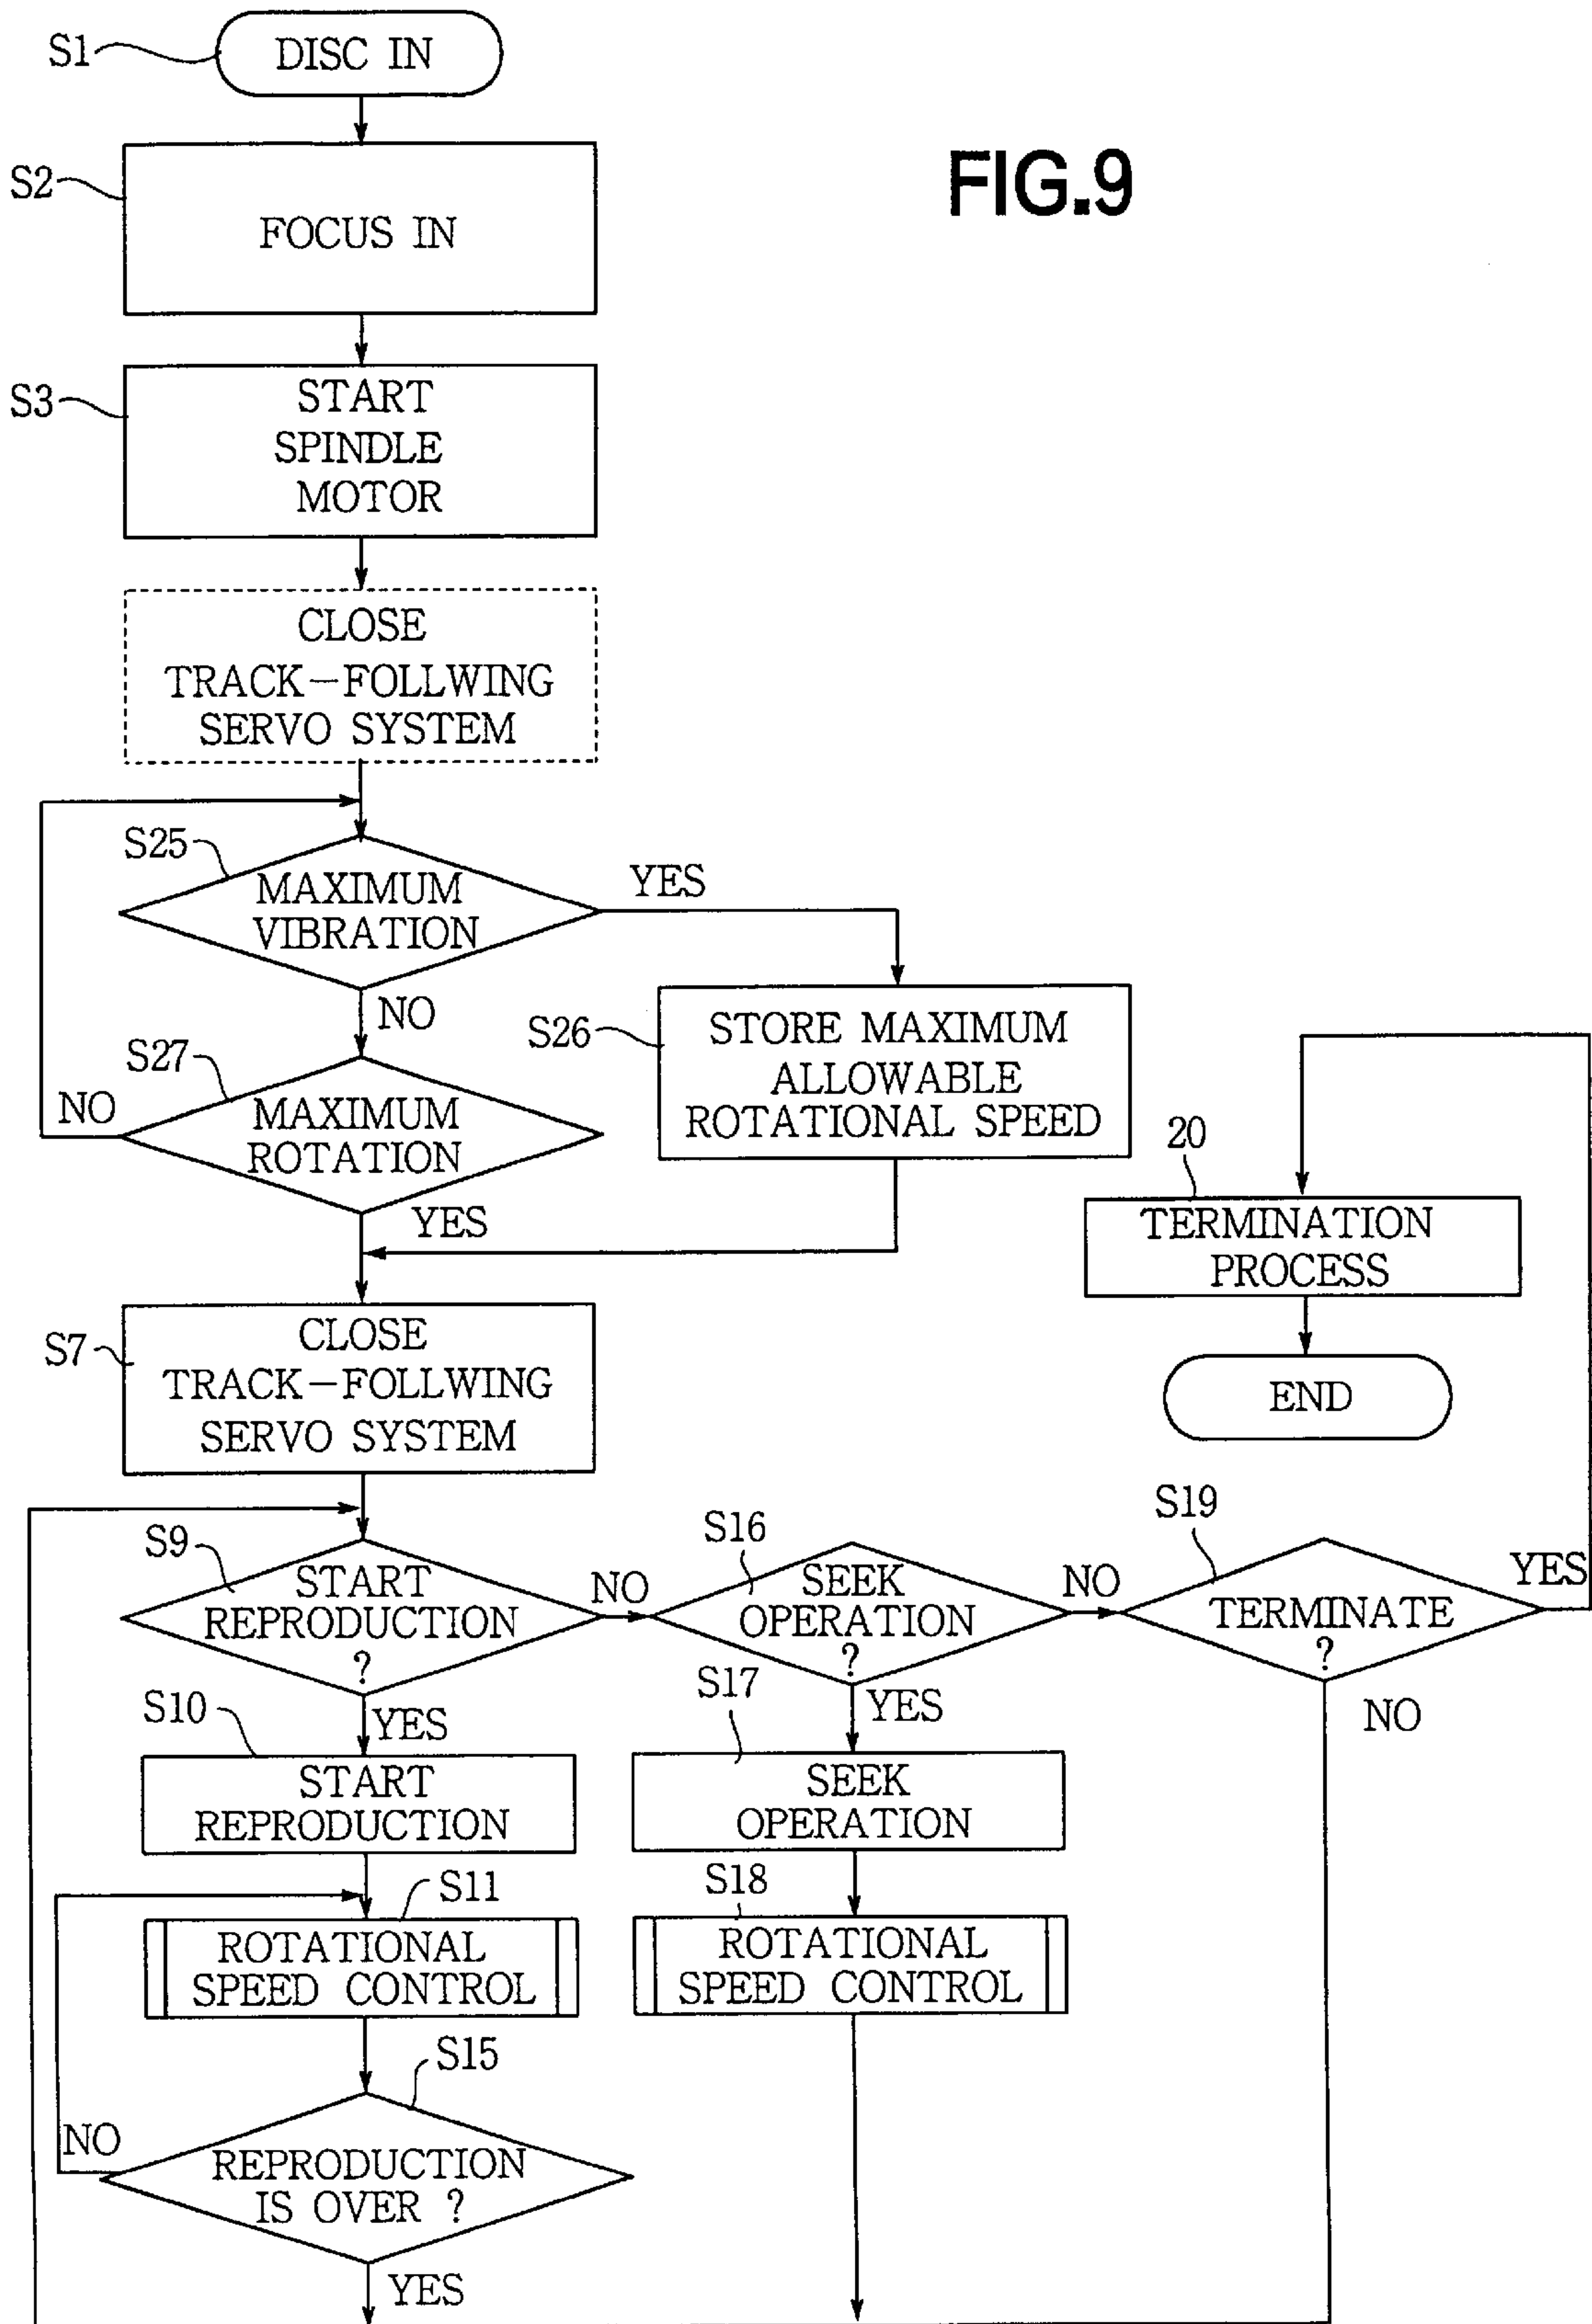 S1
DISC IN
FIG.9
S2
FOCUS IN
S3
START
SPINDLE
MOTOR
CLOSE
TRACK-FOLLWING
SERVO SYSTEM
S25
MAXIMUM
VIBRATION
YES
NO
S26
STORE MAXIMUM
ALLOWABLE
ROTATIONAL SPEED
S27
NO
MAXIMUM
ROTATION
YES
20
TERMINATION
PROCESS
END
S7
CLOSE
TRACK-FOLLWING
SERVO SYSTEM
S9
START
REPRODUCTION
?
NO
S16
SEEK
OPERATION
?
NO
S19
TERMINATE
?
YES
NO
S10
YES
START
REPRODUCTION
S17
YES
SEEK
OPERATION
S11
ROTATIONAL
SPEED CONTROL
S18
ROTATIONAL
SPEED CONTROL
S15
NO
REPRODUCTION
IS OVER ?
YES